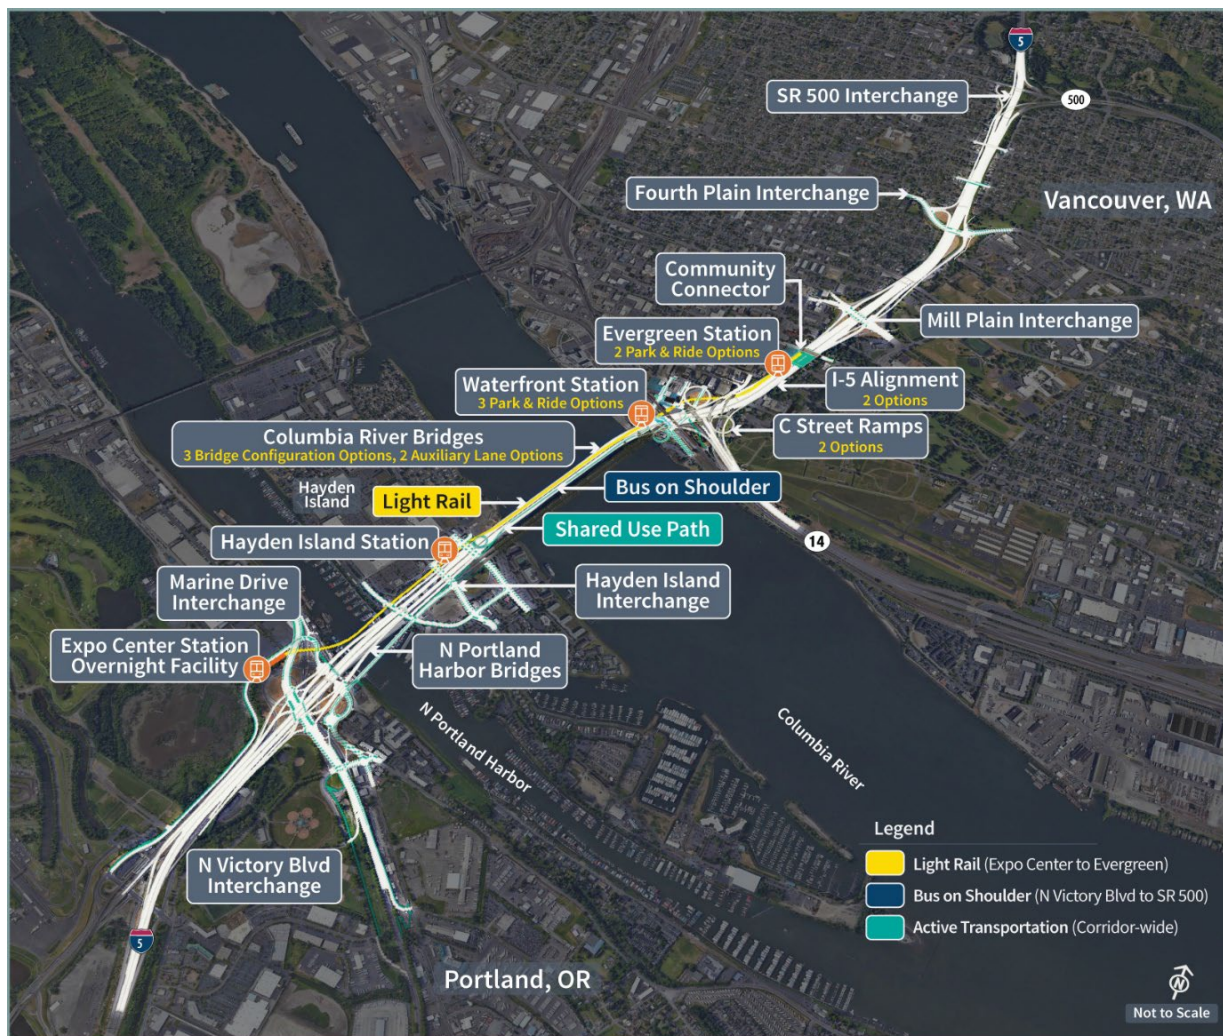 5
SR 500 Interchange
500
Fourth Plain Interchange
Vancouver, WA
Community
Connector
Mill Plain Interchange
Evergreen Station
2 Park & Ride Options
I-5 Alignment
2 Options
Waterfront Station
3 Park & Ride Options
C Street Ramps
2 Options
Columbia River Bridges
3 Bridge Configuration Options, 2 Auxiliary Lane Options
Hayden
Island
Light Rail
Bus on Shoulder
Shared Use Path
14
Hayden Island Station
Marine Drive
Interchange
Hayden Island
Interchange
Expo Center Station
Overnight Facility
N Portland
Harbor Bridges
N Portland Harbor
Columbia River
N Victory Blvd
Interchange
5
Portland, OR
Legend
Light Rail (Expo Center to Evergreen)
Bus on Shoulder (N Victory Blvd to SR 500)
Active Transportation (Corridor-wide)
N
Not to Scale